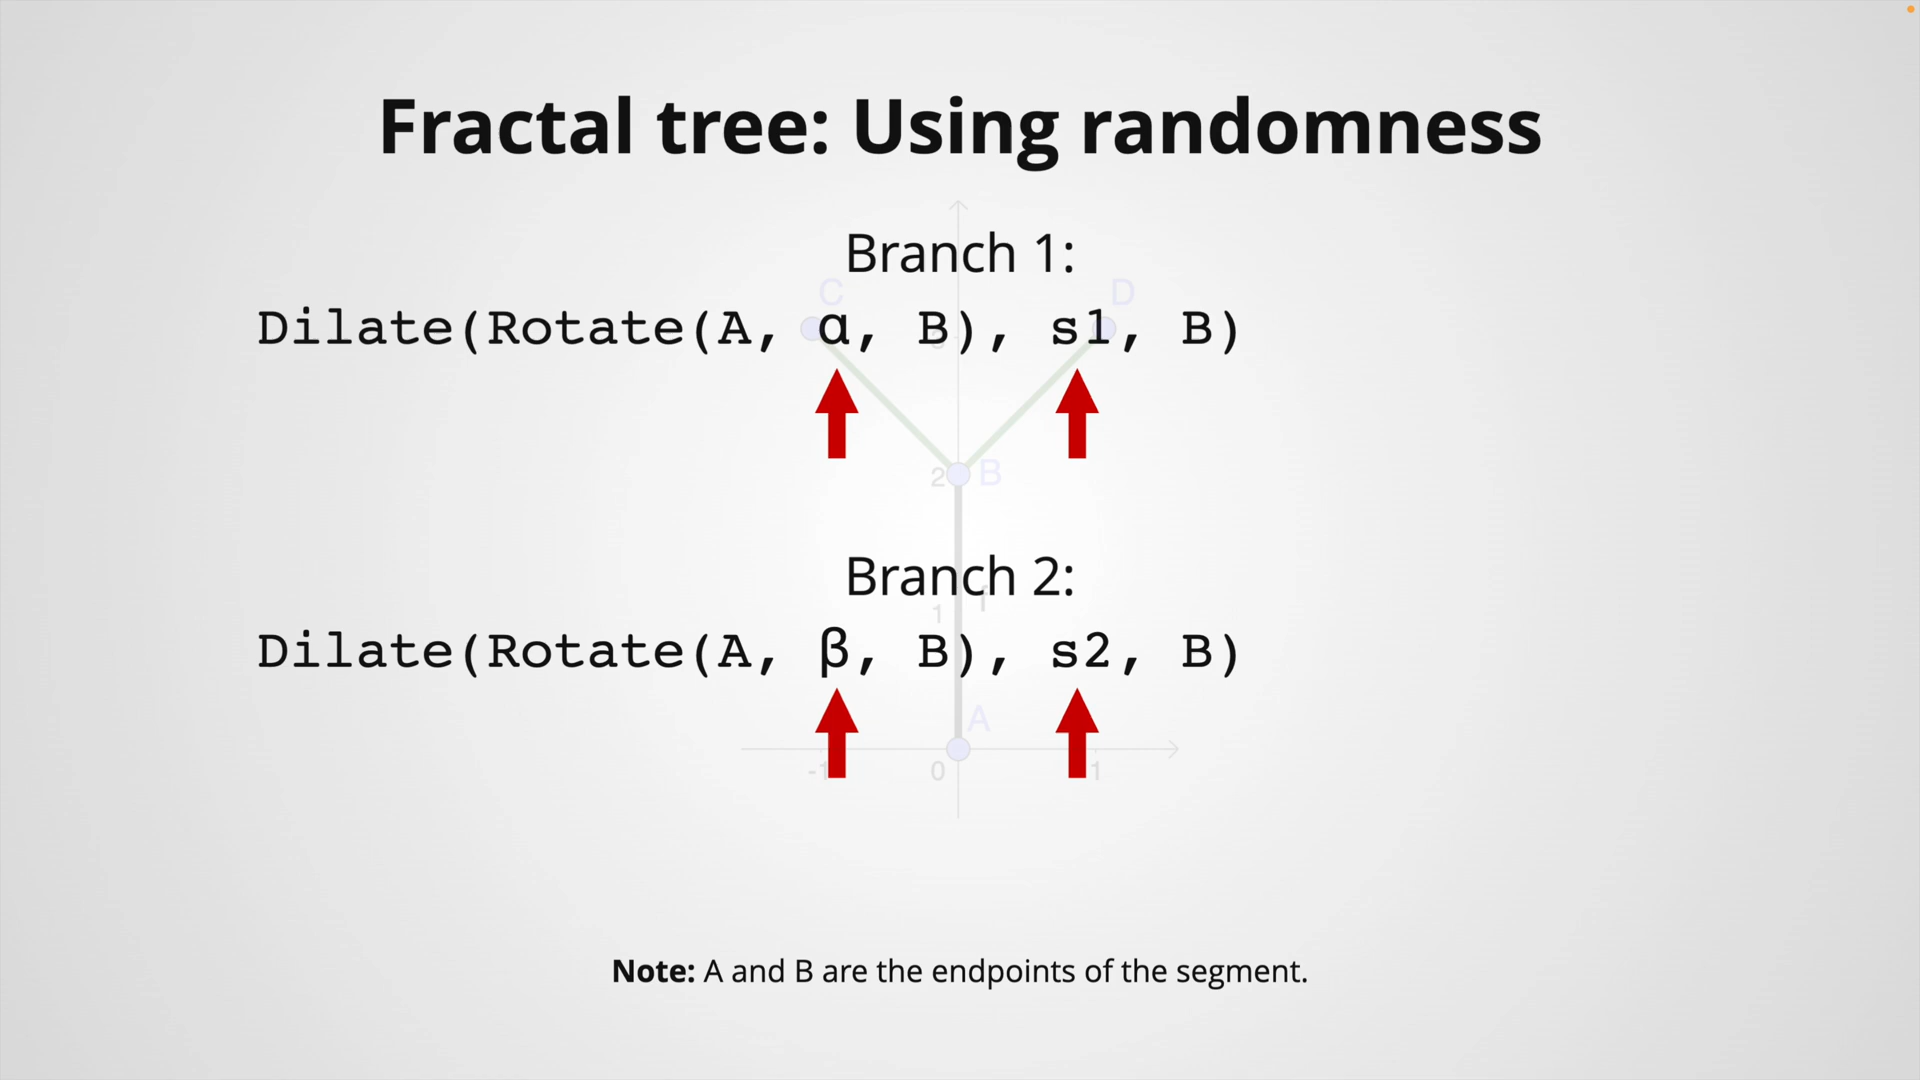 Fractal tree: Using randomness
Branch 1:
C D
Dilate(Rotate(A, α, B), s1, B)
2 B
Branch 2:
1 f
Dilate(Rotate(A, β, B), s2, B)
A
-1 0 1
Note: A and B are the endpoints of the segment.